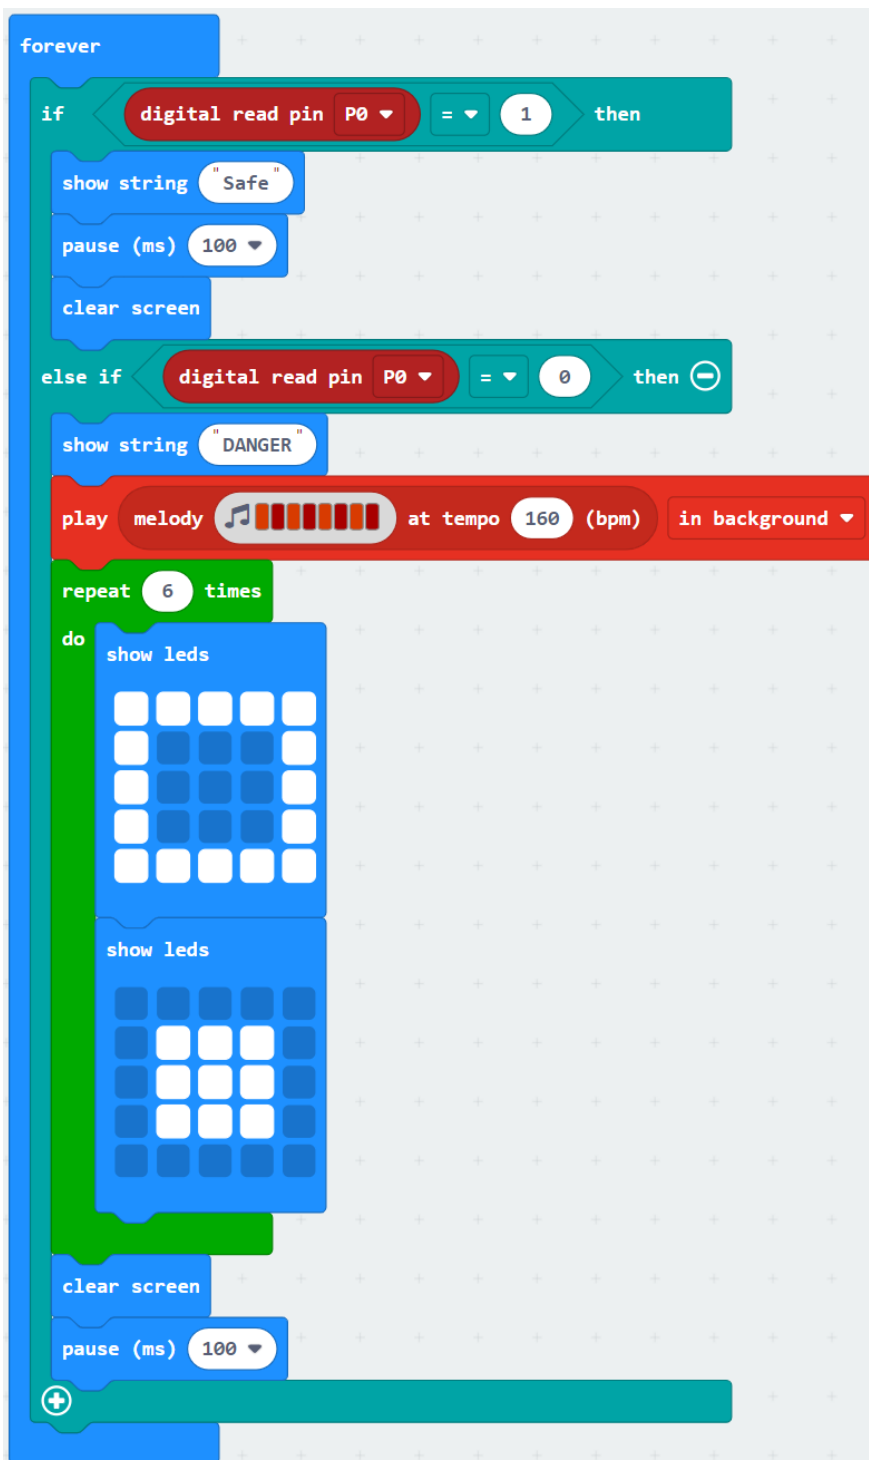 forever
if digital read pin P0 = 1 then
show string "Safe"
pause (ms) 100
clear screen
else if digital read pin P0 = 0 then
show string "DANGER"
play melody at tempo 160 (bpm) in background
repeat 6 times
do
show leds
show leds
clear screen
pause (ms) 100